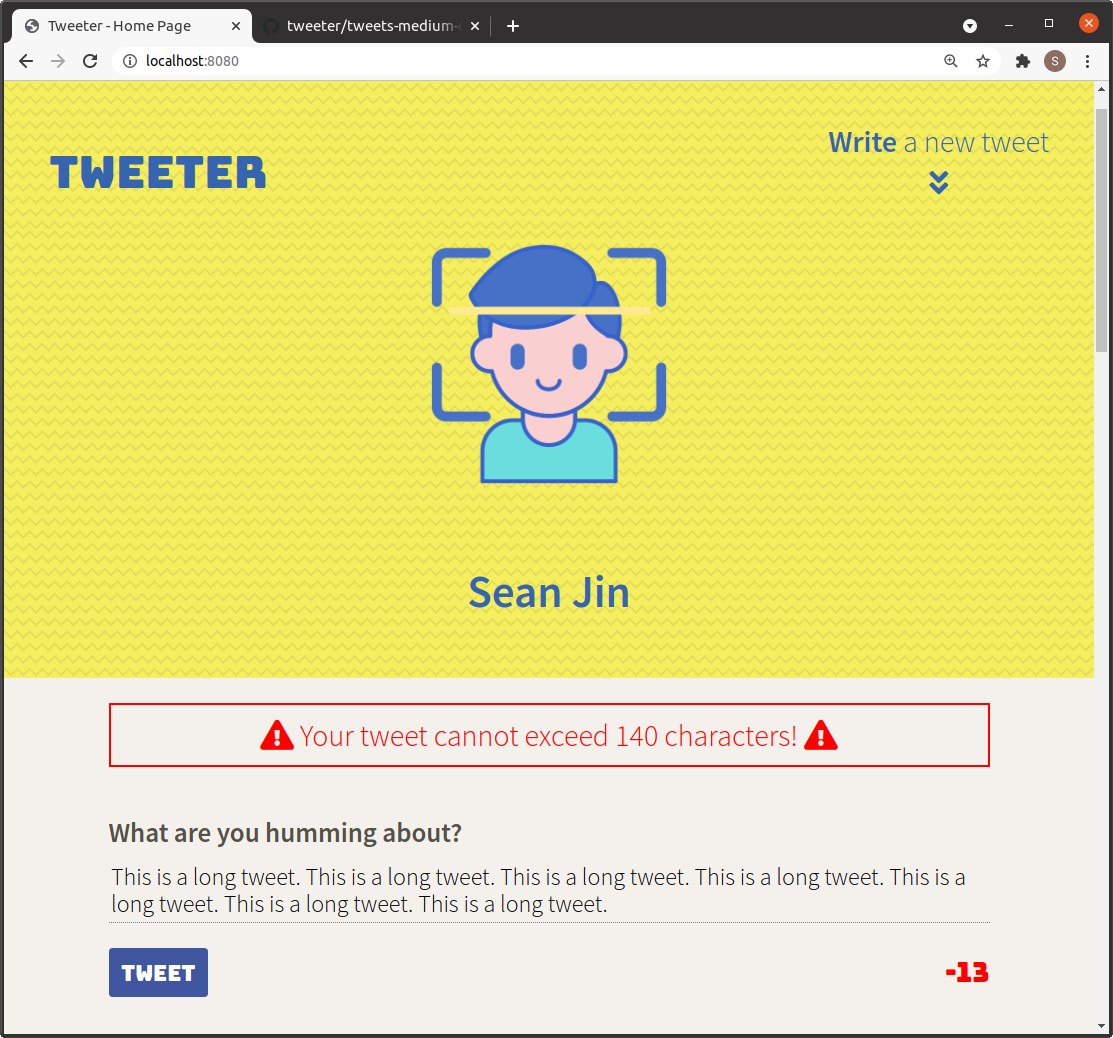 Tweeter - Home Page
tweeter/tweets-medium-
localhost:8080
S
TWEETER
Write a new tweet
Sean Jin
Your tweet cannot exceed 140 characters!
What are you humming about?
This is a long tweet. This is a long tweet. This is a long tweet. This is a long tweet. This is a
long tweet. This is a long tweet. This is a long tweet.
TWEET
-13